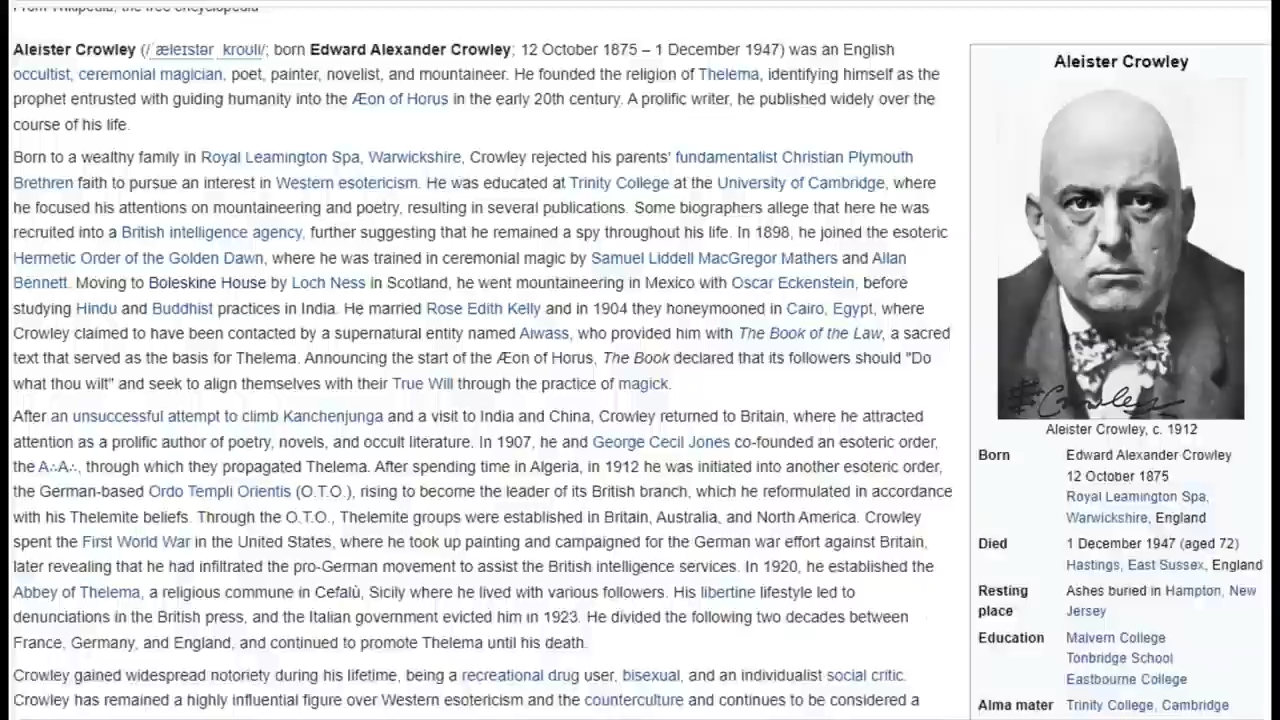 From Wikipedia, the free encyclopedia
Aleister Crowley (/ˈæleɪstər ˈkroʊli/; born Edward Alexander Crowley; 12 October 1875 – 1 December 1947) was an English
occultist, ceremonial magician, poet, painter, novelist, and mountaineer. He founded the religion of Thelema, identifying himself as the
prophet entrusted with guiding humanity into the Æon of Horus in the early 20th century. A prolific writer, he published widely over the
course of his life.
Born to a wealthy family in Royal Leamington Spa, Warwickshire, Crowley rejected his parents' fundamentalist Christian Plymouth
Brethren faith to pursue an interest in Western esotericism. He was educated at Trinity College at the University of Cambridge, where
he focused his attentions on mountaineering and poetry, resulting in several publications. Some biographers allege that here he was
recruited into a British intelligence agency, further suggesting that he remained a spy throughout his life. In 1898, he joined the esoteric
Hermetic Order of the Golden Dawn, where he was trained in ceremonial magic by Samuel Liddell MacGregor Mathers and Allan
Bennett. Moving to Boleskine House by Loch Ness in Scotland, he went mountaineering in Mexico with Oscar Eckenstein, before
studying Hindu and Buddhist practices in India. He married Rose Edith Kelly and in 1904 they honeymooned in Cairo, Egypt, where
Crowley claimed to have been contacted by a supernatural entity named Aiwass, who provided him with The Book of the Law, a sacred
text that served as the basis for Thelema. Announcing the start of the Æon of Horus, The Book declared that its followers should "Do
what thou wilt" and seek to align themselves with their True Will through the practice of magick.
After an unsuccessful attempt to climb Kanchenjunga and a visit to India and China, Crowley returned to Britain, where he attracted
attention as a prolific author of poetry, novels, and occult literature. In 1907, he and George Cecil Jones co-founded an esoteric order,
the A∴A∴, through which they propagated Thelema. After spending time in Algeria, in 1912 he was initiated into another esoteric order,
the German-based Ordo Templi Orientis (O.T.O.), rising to become the leader of its British branch, which he reformulated in accordance
with his Thelemite beliefs. Through the O.T.O., Thelemite groups were established in Britain, Australia, and North America. Crowley
spent the First World War in the United States, where he took up painting and campaigned for the German war effort against Britain,
later revealing that he had infiltrated the pro-German movement to assist the British intelligence services. In 1920, he established the
Abbey of Thelema, a religious commune in Cefalù, Sicily where he lived with various followers. His libertine lifestyle led to
denunciations in the British press, and the Italian government evicted him in 1923. He divided the following two decades between
France, Germany, and England, and continued to promote Thelema until his death.
Crowley gained widespread notoriety during his lifetime, being a recreational drug user, bisexual, and an individualist social critic.
Crowley has remained a highly influential figure over Western esotericism and the counterculture and continues to be considered a
Aleister Crowley
Crowley
Aleister Crowley, c. 1912
Born Edward Alexander Crowley
12 October 1875
Royal Leamington Spa,
Warwickshire, England
Died 1 December 1947 (aged 72)
Hastings, East Sussex, England
Resting place Ashes buried in Hampton, New
Jersey
Education Malvern College
Tonbridge School
Eastbourne College
Alma mater Trinity College, Cambridge